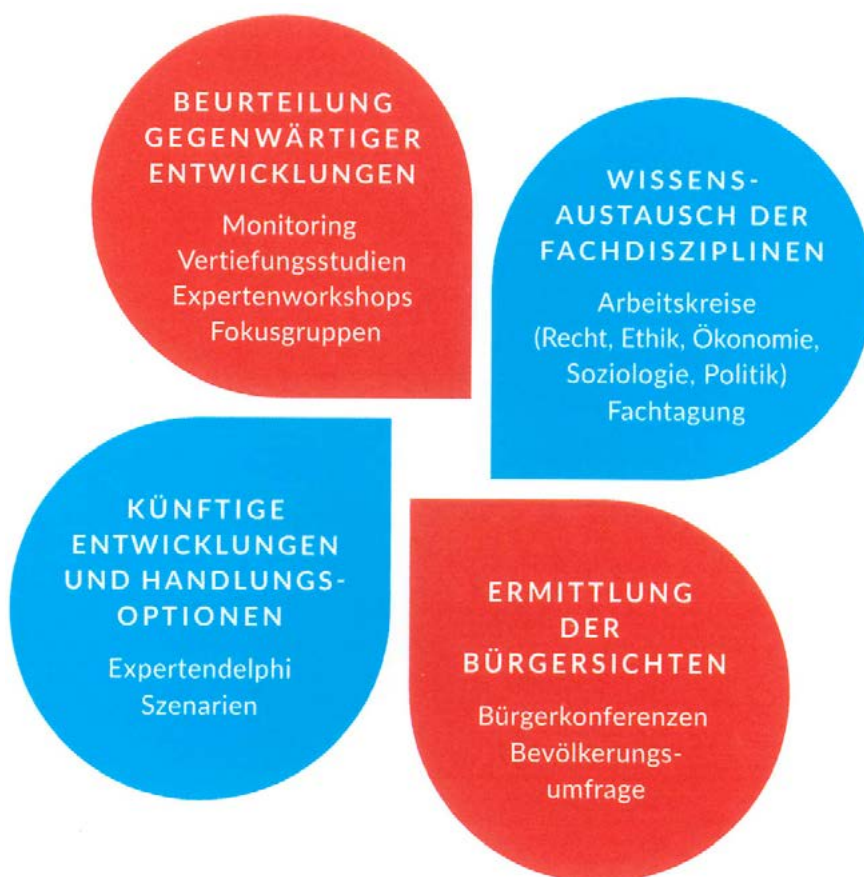 BEURTEILUNG
GEGENWÄRTIGER
ENTWICKLUNGEN
Monitoring
Vertiefungsstudien
Expertenworkshops
Fokusgruppen
WISSENS-
AUSTAUSCH DER
FACHDISZIPLINEN
Arbeitskreise
(Recht, Ethik, Ökonomie,
Soziologie, Politik)
Fachtagung
KÜNFTIGE
ENTWICKLUNGEN
UND HANDLUNGS-
OPTIONEN
Expertendelphi
Szenarien
ERMITTLUNG
DER
BÜRGERSICHTEN
Bürgerkonferenzen
Bevölkerungs-
umfrage